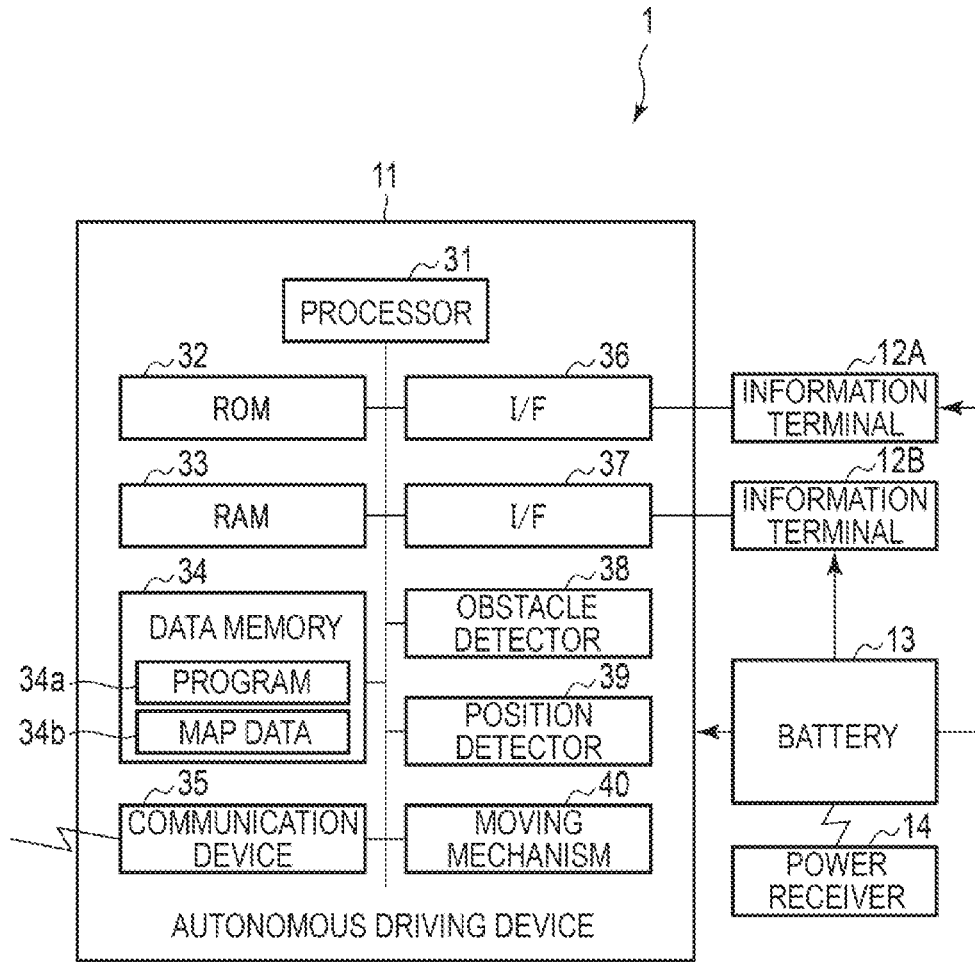 1
11
31
PROCESSOR
32
ROM
36
I/F
12A
INFORMATION
TERMINAL
33
RAM
37
I/F
12B
INFORMATION
TERMINAL
34
DATA MEMORY
34a
PROGRAM
34b
MAP DATA
38
OBSTACLE
DETECTOR
39
POSITION
DETECTOR
13
BATTERY
35
COMMUNICATION
DEVICE
40
MOVING
MECHANISM
14
POWER
RECEIVER
AUTONOMOUS DRIVING DEVICE